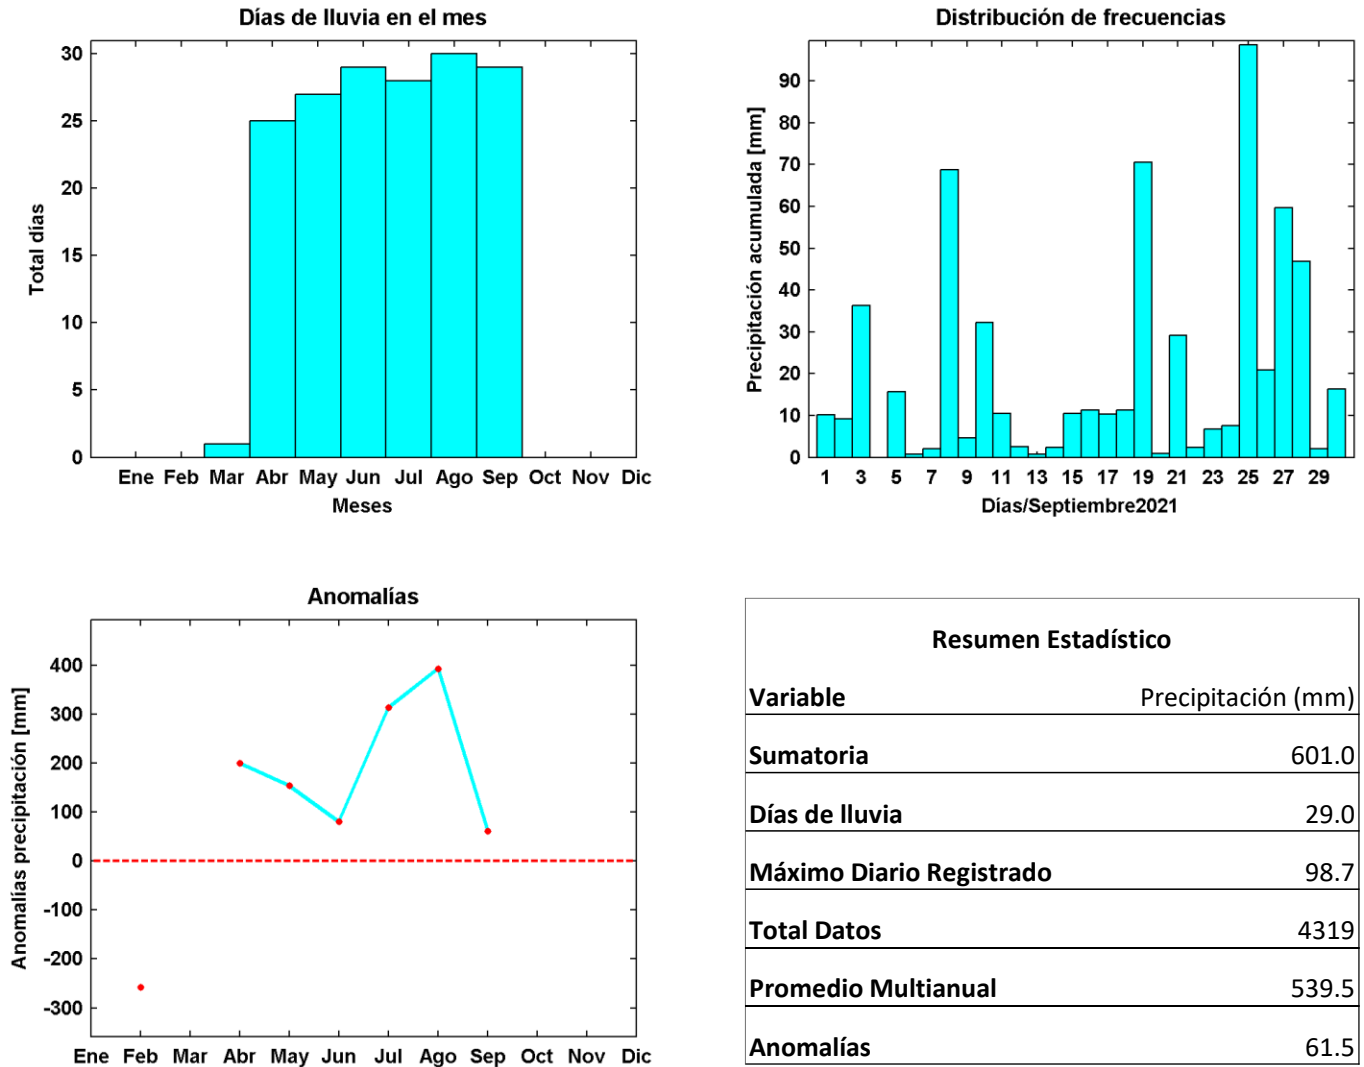 Días de lluvia en el mes
30
25
20
15
10
5
0
Total días
Ene Feb Mar Abr May Jun Jul Ago Sep Oct Nov Dic
Meses
Distribución de frecuencias
90
80
70
60
50
40
30
20
10
0
Precipitación acumulada [mm]
1 3 5 7 9 11 13 15 17 19 21 23 25 27 29
Días/Septiembre2021
Anomalías
400
300
200
100
0
-100
-200
-300
Anomalías precipitación [mm]
Ene Feb Mar Abr May Jun Jul Ago Sep Oct Nov Dic
Resumen Estadístico
Variable Precipitación (mm)
Sumatoria 601.0
Días de lluvia 29.0
Máximo Diario Registrado 98.7
Total Datos 4319
Promedio Multianual 539.5
Anomalías 61.5